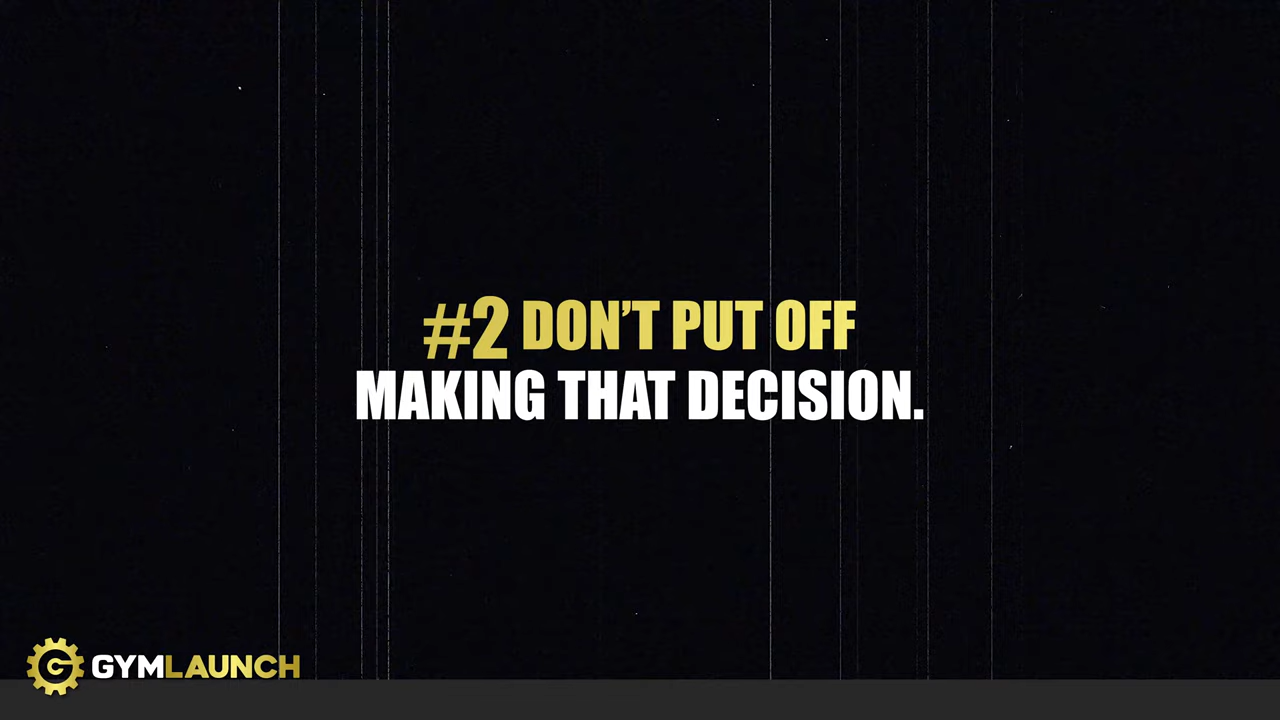 #2 DON’T PUT OFF
MAKING THAT DECISION.
GYMLAUNCH